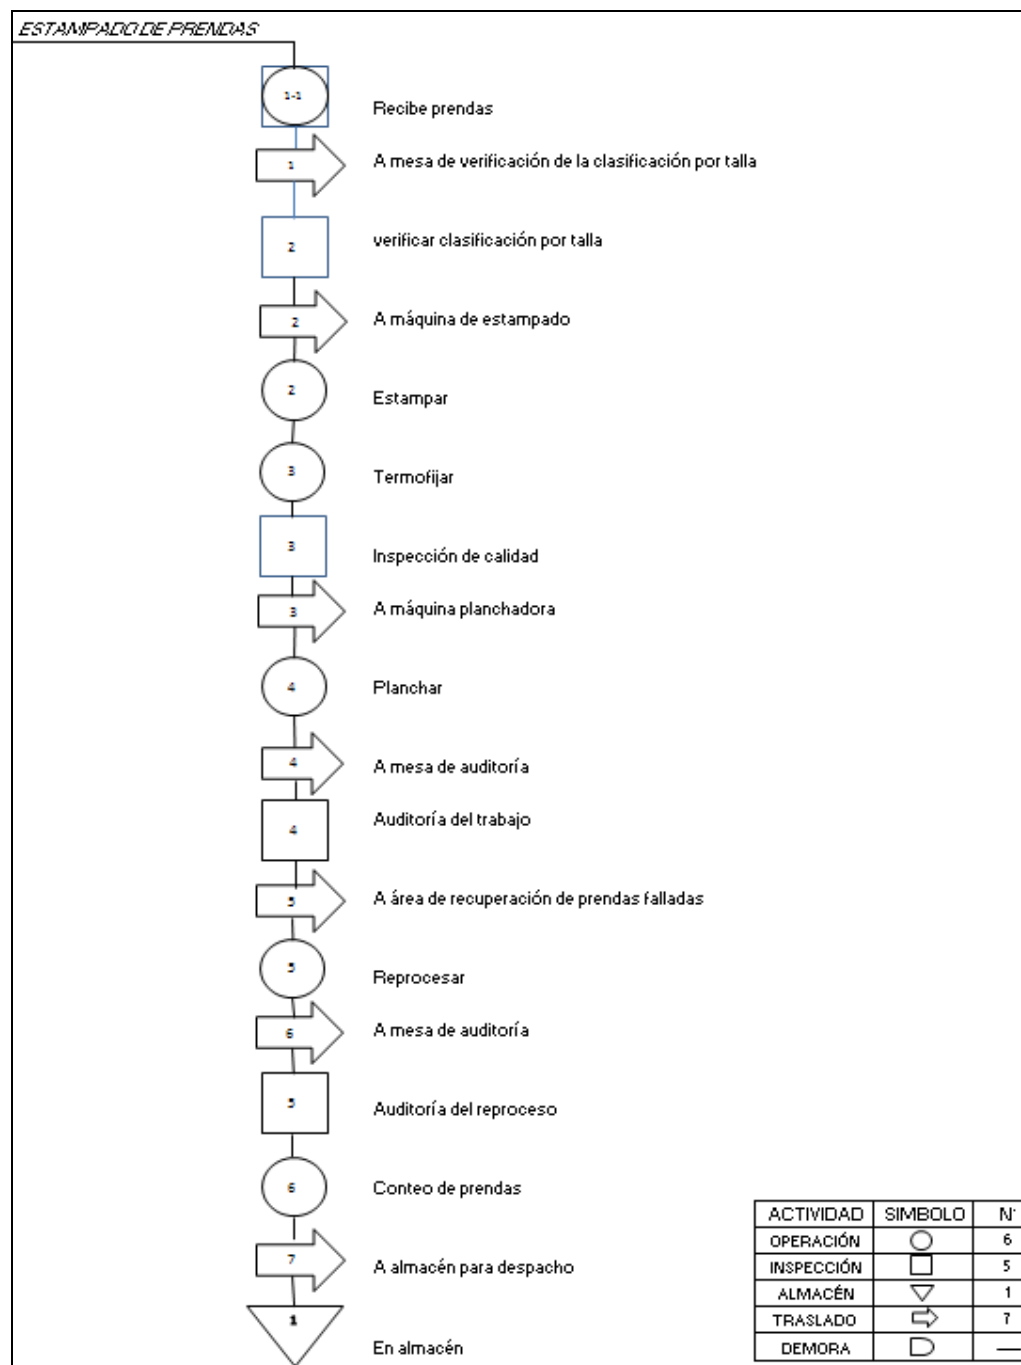 ESTAMPADO DE PRENDAS
1-1
Recibe prendas
1
A mesa de verificación de la clasificación por talla
2
verificar clasificación por talla
2
A máquina de estampado
2
Estampar
3
Termofijar
3
Inspección de calidad
3
A máquina planchadora
4
Planchar
4
A mesa de auditoría
4
Auditoría del trabajo
5
A área de recuperación de prendas falladas
5
Reprocesar
6
A mesa de auditoría
5
Auditoría del reproceso
6
Conteo de prendas
7
A almacén para despacho
1
En almacén
ACTIVIDAD SIMBOLO N°
OPERACIÓN 6
INSPECCIÓN 5
ALMACÉN 1
TRASLADO 7
DEMORA —